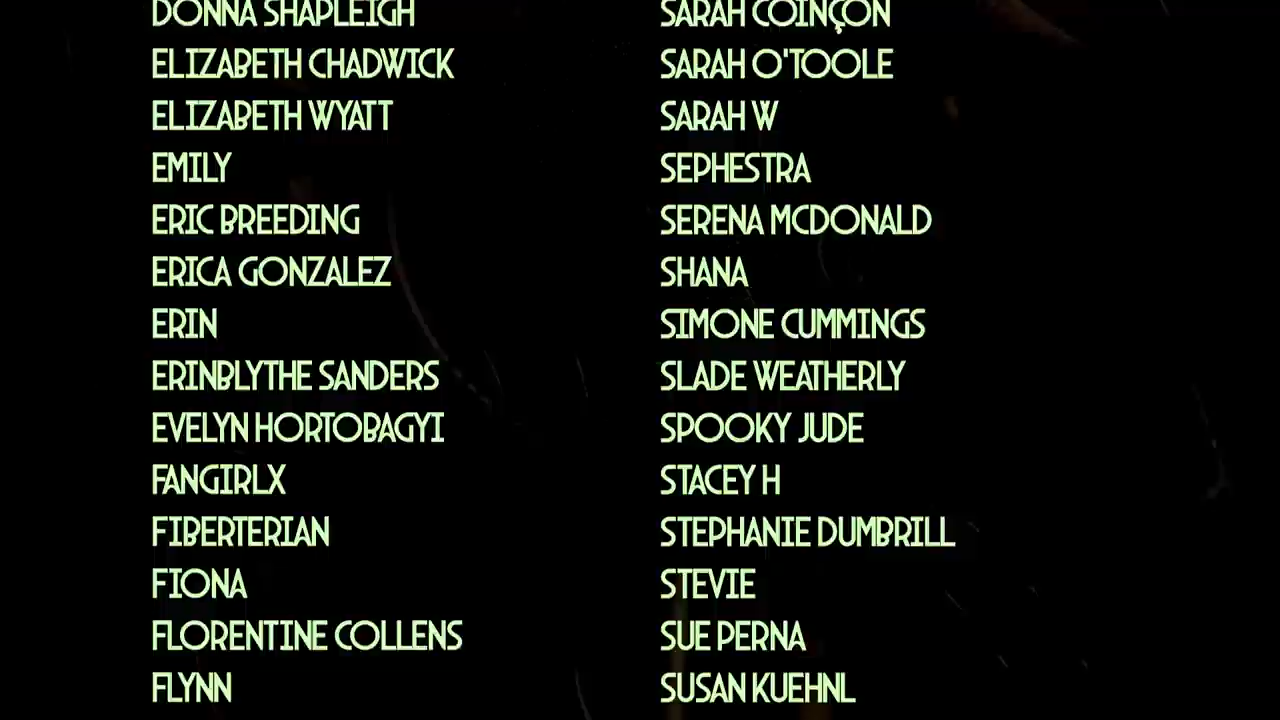 DONNA SHAPLEIGH
ELIZABETH CHADWICK
ELIZABETH WYATT
EMILY
ERIC BREEDING
ERICA GONZALEZ
ERIN
ERINBLYTHE SANDERS
EVELYN HORTOBAGYI
FANGIRLX
FIBERTERIAN
FIONA
FLORENTINE COLLENS
FLYNN
SARAH COINÇON
SARAH O'TOOLE
SARAH W
SEPHESTRA
SERENA MCDONALD
SHANA
SIMONE CUMMINGS
SLADE WEATHERLY
SPOOKY JUDE
STACEY H
STEPHANIE DUMBRILL
STEVIE
SUE PERNA
SUSAN KUEHNL